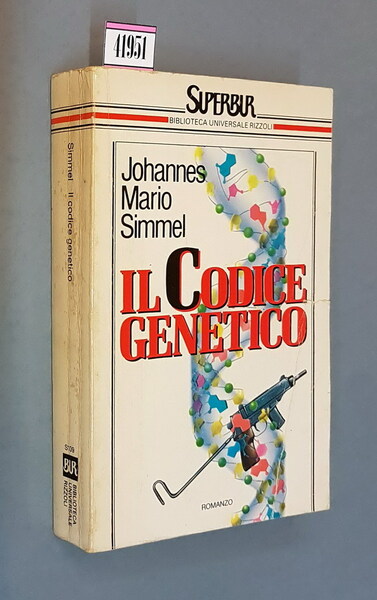 41951
SUPERBUR
BIBLIOTECA UNIVERSALE RIZZOLI
Johannes
Mario
Simmel
IL CODICE
GENETICO
ROMANZO
Simmel Il codice genetico
S109
BUR
BIBLIOTECA
UNIVERSALE
RIZZOLI